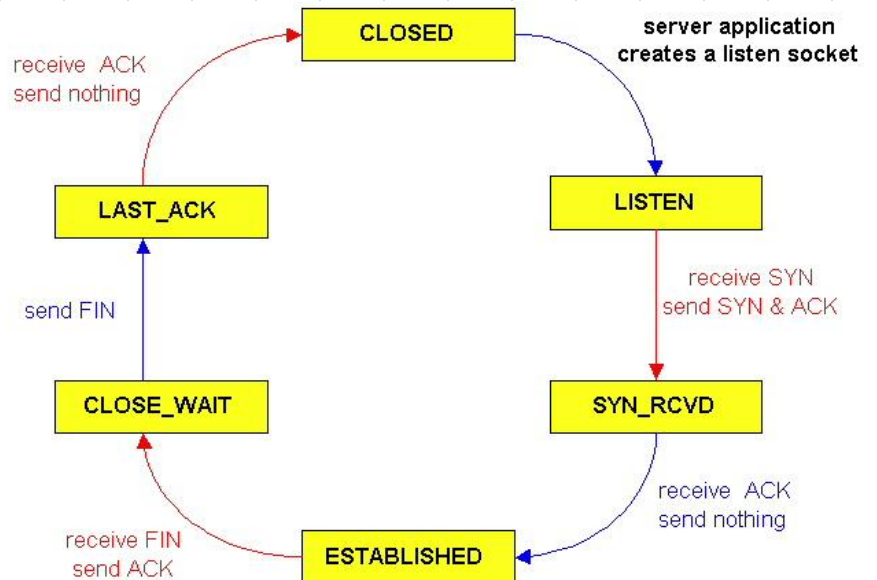 CLOSED
server application
creates a listen socket
receive ACK
send nothing
LAST_ACK
LISTEN
receive SYN
send SYN & ACK
send FIN
CLOSE_WAIT
SYN_RCVD
receive ACK
send nothing
receive FIN
send ACK
ESTABLISHED